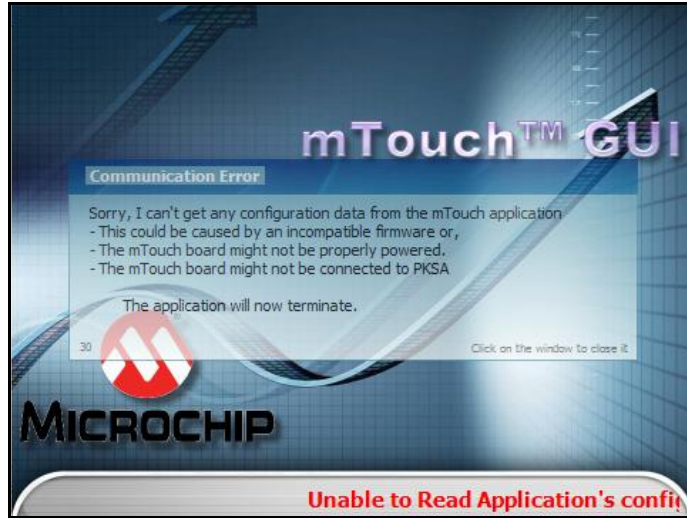 mTouch™ GUI
Communication Error
Sorry, I can't get any configuration data from the mTouch application
- This could be caused by an incompatible firmware or,
- The mTouch board might not be properly powered.
- The mTouch board might not be connected to PKSA
The application will now terminate.
30
Click on the window to close it
MICROCHIP
Unable to Read Application's config